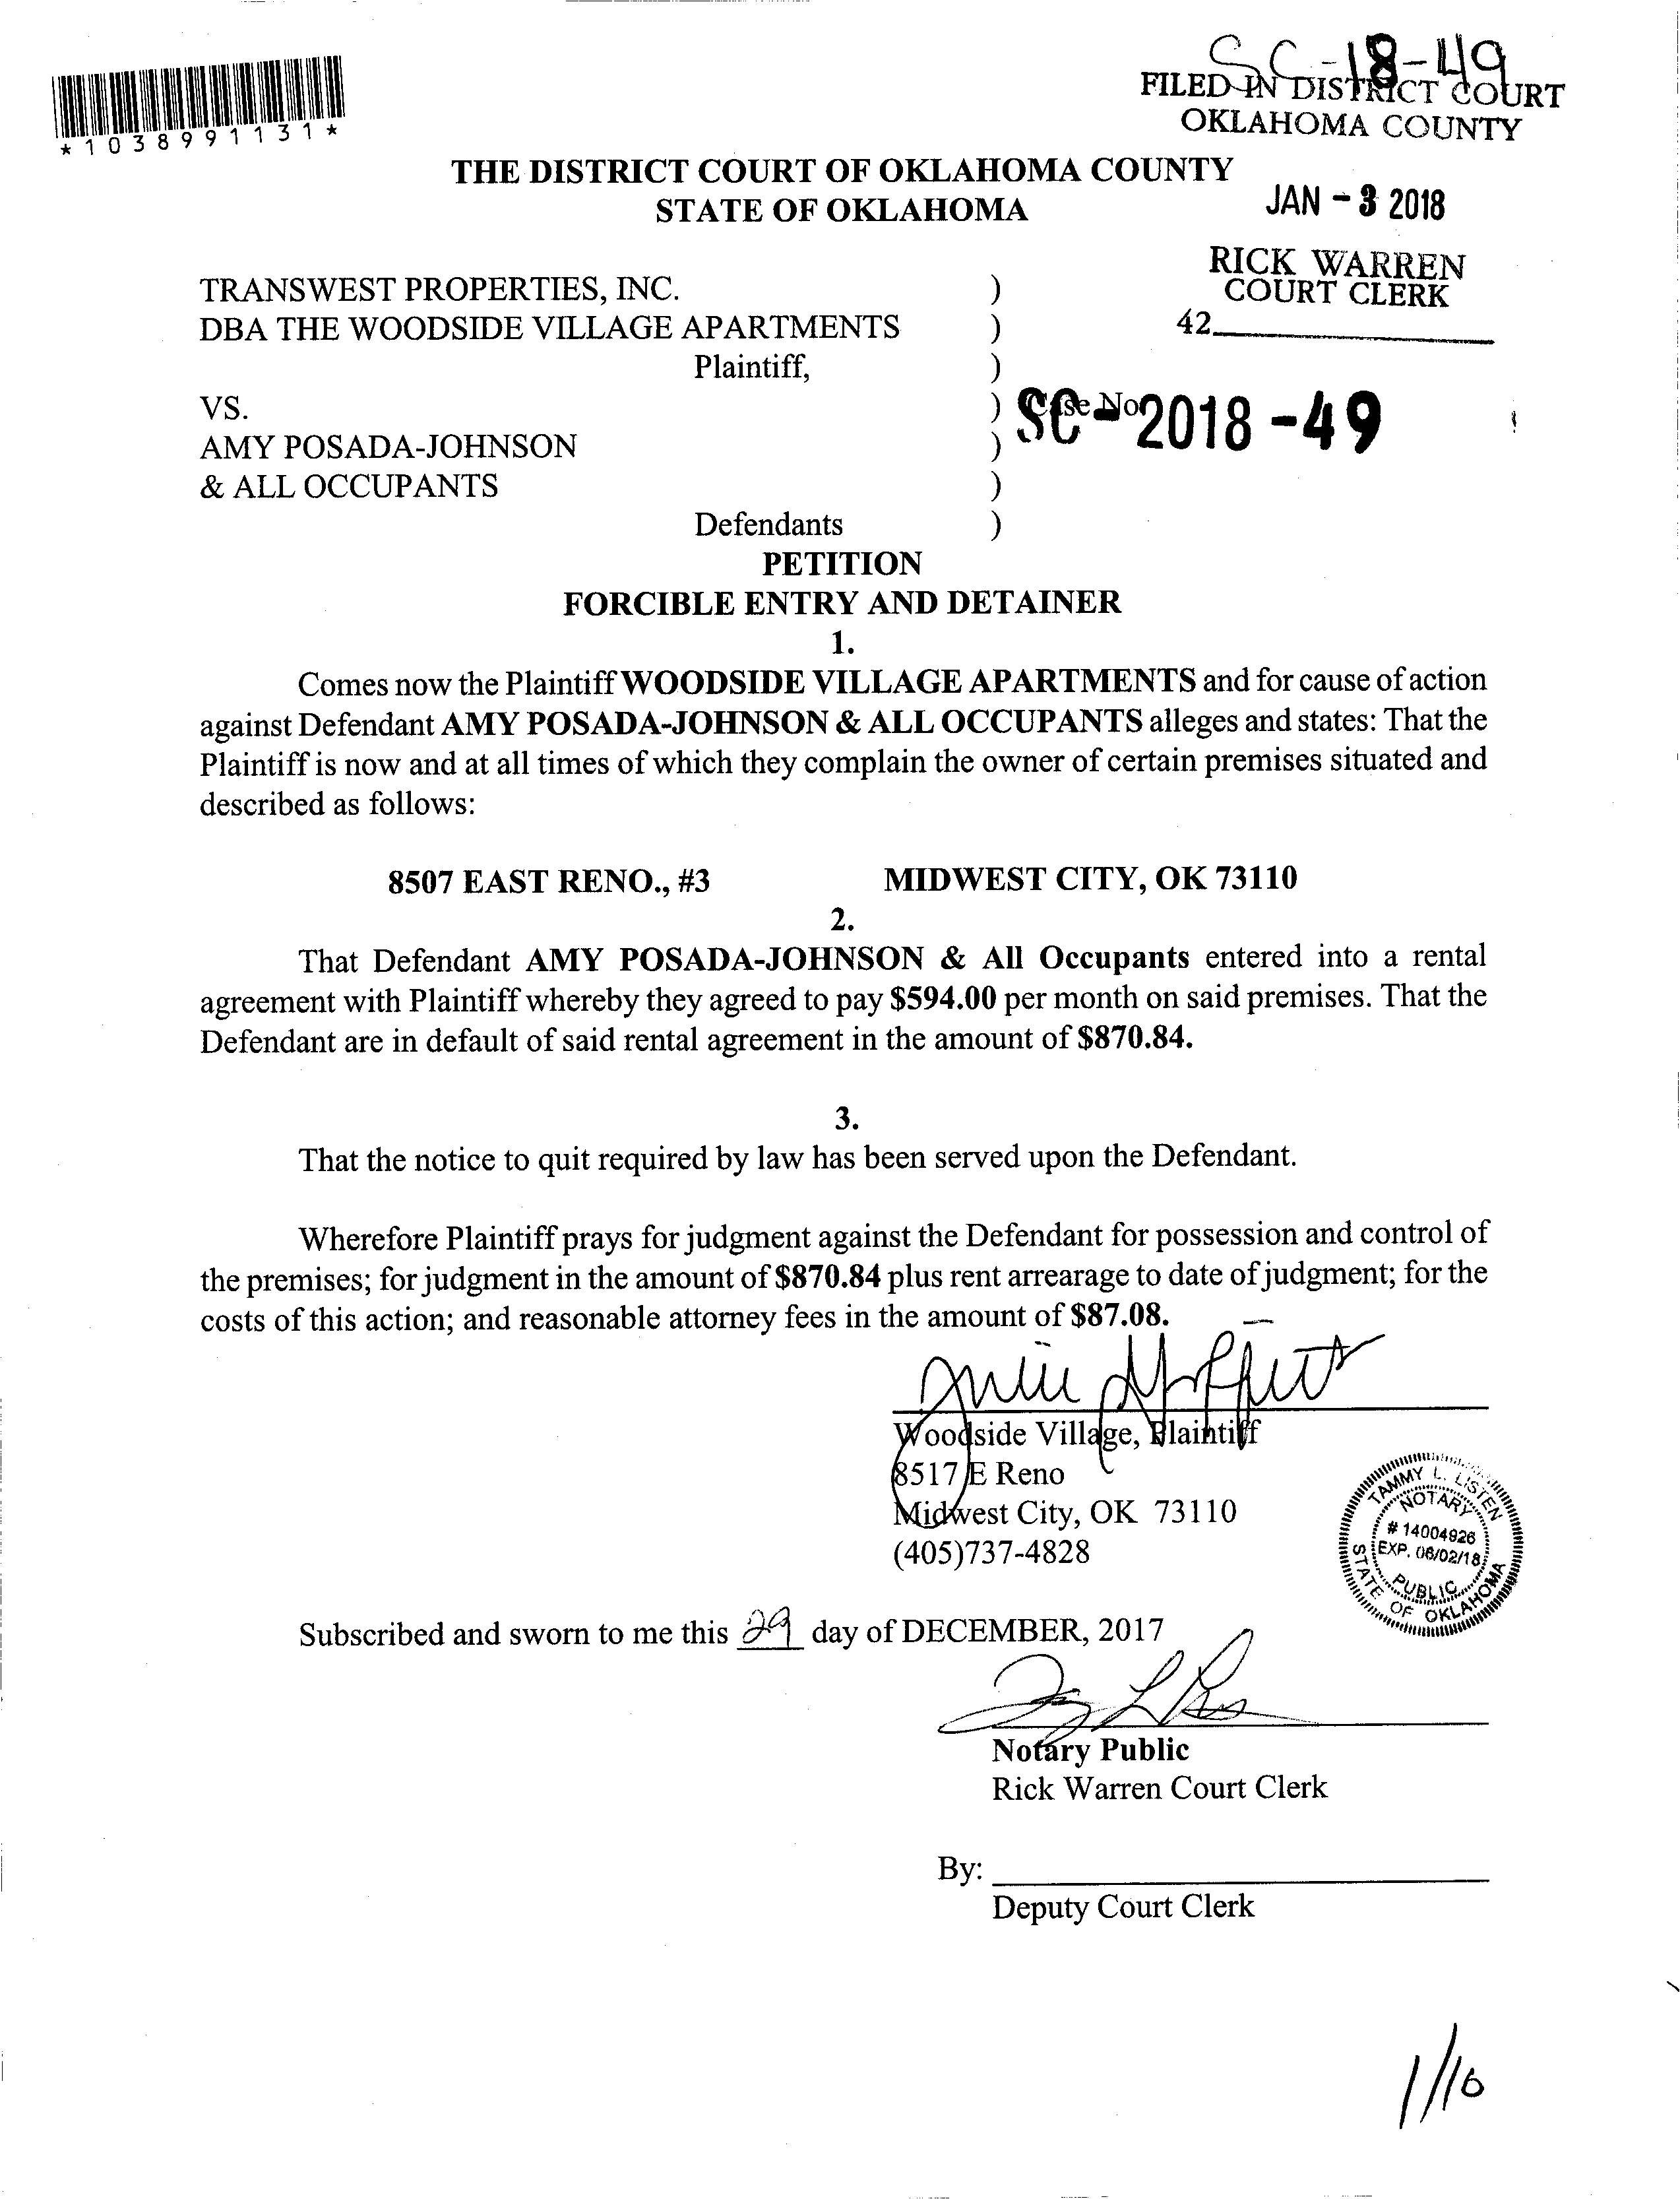 SC-18-49
FILED IN DISTRICT COURT
OKLAHOMA COUNTY
*1038991131*
THE DISTRICT COURT OF OKLAHOMA COUNTY
STATE OF OKLAHOMA
JAN - 3 2018
RICK WARREN
COURT CLERK
42
TRANSWEST PROPERTIES, INC. )
DBA THE WOODSIDE VILLAGE APARTMENTS )
Plaintiff, )
VS. ) Case No
SC-2018-49
AMY POSADA-JOHNSON )
& ALL OCCUPANTS )
Defendants )
PETITION
FORCIBLE ENTRY AND DETAINER
1.
Comes now the Plaintiff WOODSIDE VILLAGE APARTMENTS and for cause of action
against Defendant AMY POSADA-JOHNSON & ALL OCCUPANTS alleges and states: That the
Plaintiff is now and at all times of which they complain the owner of certain premises situated and
described as follows:
8507 EAST RENO., #3 MIDWEST CITY, OK 73110
2.
That Defendant AMY POSADA-JOHNSON & All Occupants entered into a rental
agreement with Plaintiff whereby they agreed to pay $594.00 per month on said premises. That the
Defendant are in default of said rental agreement in the amount of $870.84.
3.
That the notice to quit required by law has been served upon the Defendant.
Wherefore Plaintiff prays for judgment against the Defendant for possession and control of
the premises; for judgment in the amount of $870.84 plus rent arrearage to date of judgment; for the
costs of this action; and reasonable attorney fees in the amount of $87.08.
Woodside Village, Plaintiff
8517 E Reno
Midwest City, OK 73110
(405)737-4828
TAMMY L. LISTEN
NOTARY
# 14004926
EXP. 06/02/18
PUBLIC
STATE OF OKLAHOMA
Subscribed and sworn to me this 29 day of DECEMBER, 2017
Notary Public
Rick Warren Court Clerk
By:
Deputy Court Clerk
1/16